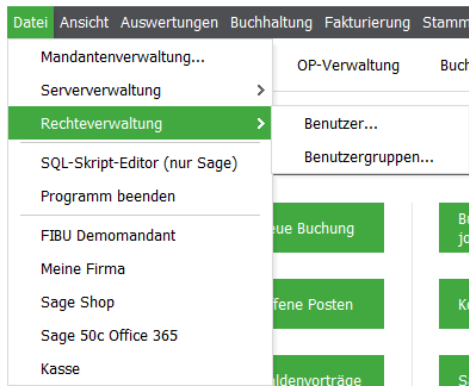 Datei Ansicht Auswertungen Buchhaltung Fakturierung Stamm
Mandantenverwaltung...
OP-Verwaltung Buch
Serververwaltung
Rechteverwaltung
Benutzer...
Benutzergruppen...
SQL-Skript-Editor (nur Sage)
Programm beenden
FIBU Demomandant
eue Buchung
Meine Firma
Sage Shop
fene Posten
Sage 50c Office 365
Kasse
ldenvorträge